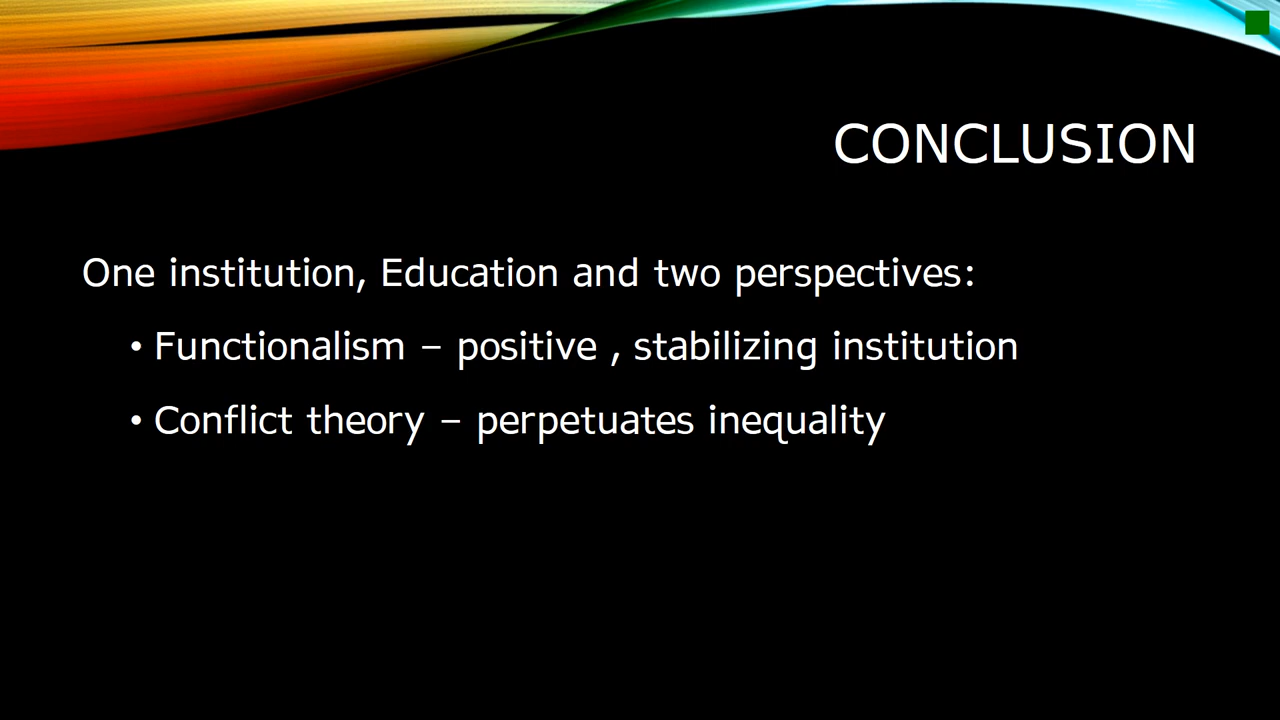 CONCLUSION
One institution, Education and two perspectives:
• Functionalism – positive , stabilizing institution
• Conflict theory – perpetuates inequality